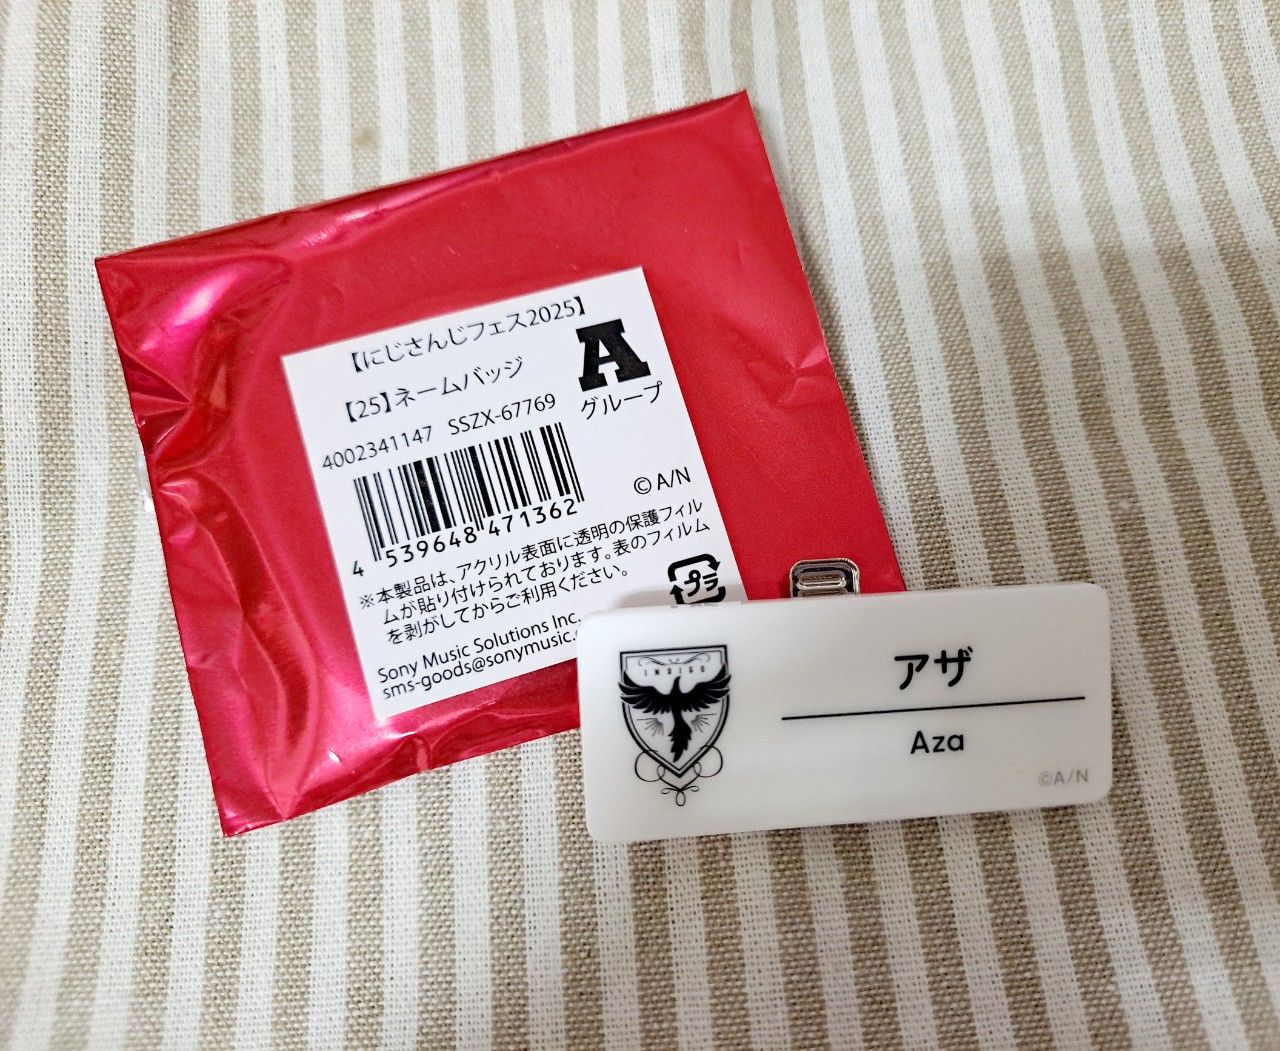 【にじさんじフェス2025】
【25】ネームバッジ
A
グループ
4002341147 SSZX-67769
4 539648 471362
©A/N
※本製品は、アクリル表面に透明の保護フィル
ムが貼り付けられております。表のフィルム
を剥がしてからご利用ください。
プラ
Sony Music Solutions Inc.
sms-goods@sonymusic.
INDIGO
アザ
Aza
©A/N